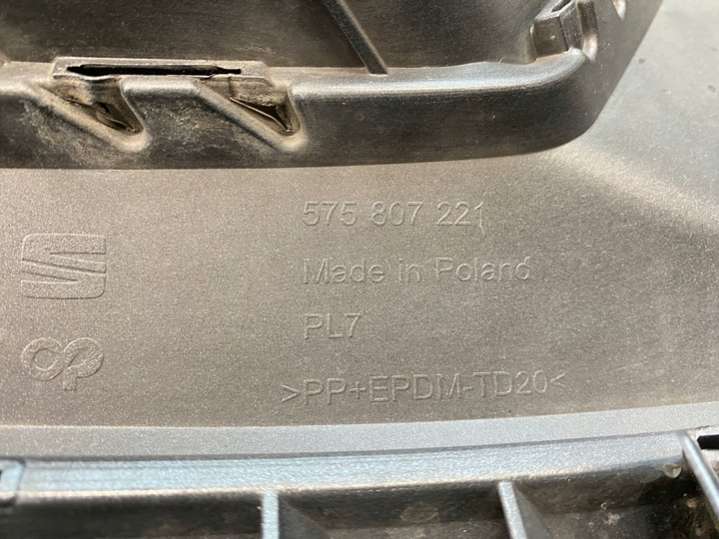 575 807 221
Made in Poland
PL7
>PP+EPDM-TD20<